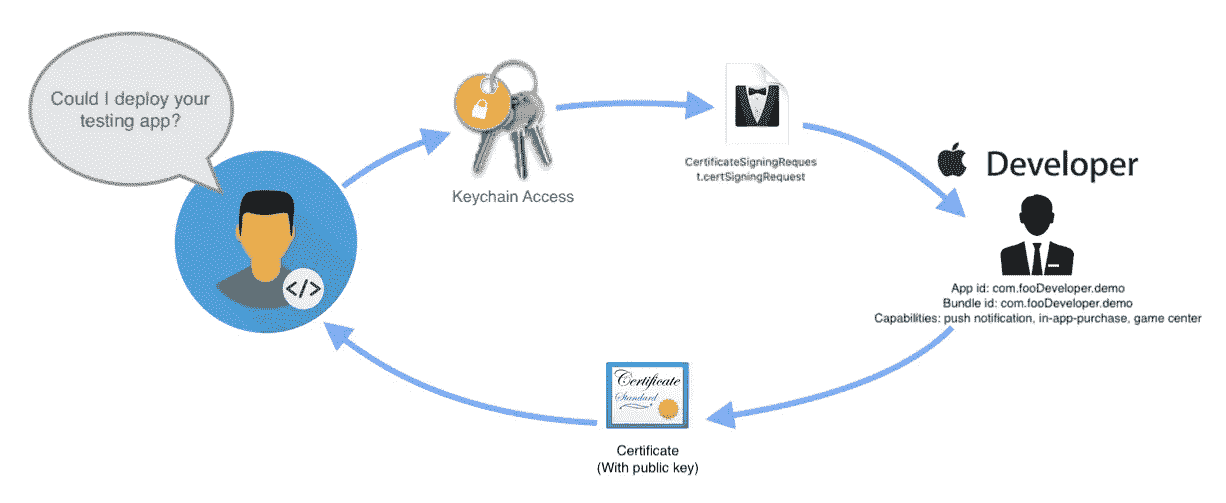 Could I deploy your
testing app?
Keychain Access
CertificateSigningReques
t.certSigningRequest
Developer
</>
App id: com.fooDeveloper.demo
Bundle id: com.fooDeveloper.demo
Capabilities: push notification, in-app-purchase, game center
Certificate
Standard
Certificate
(With public key)